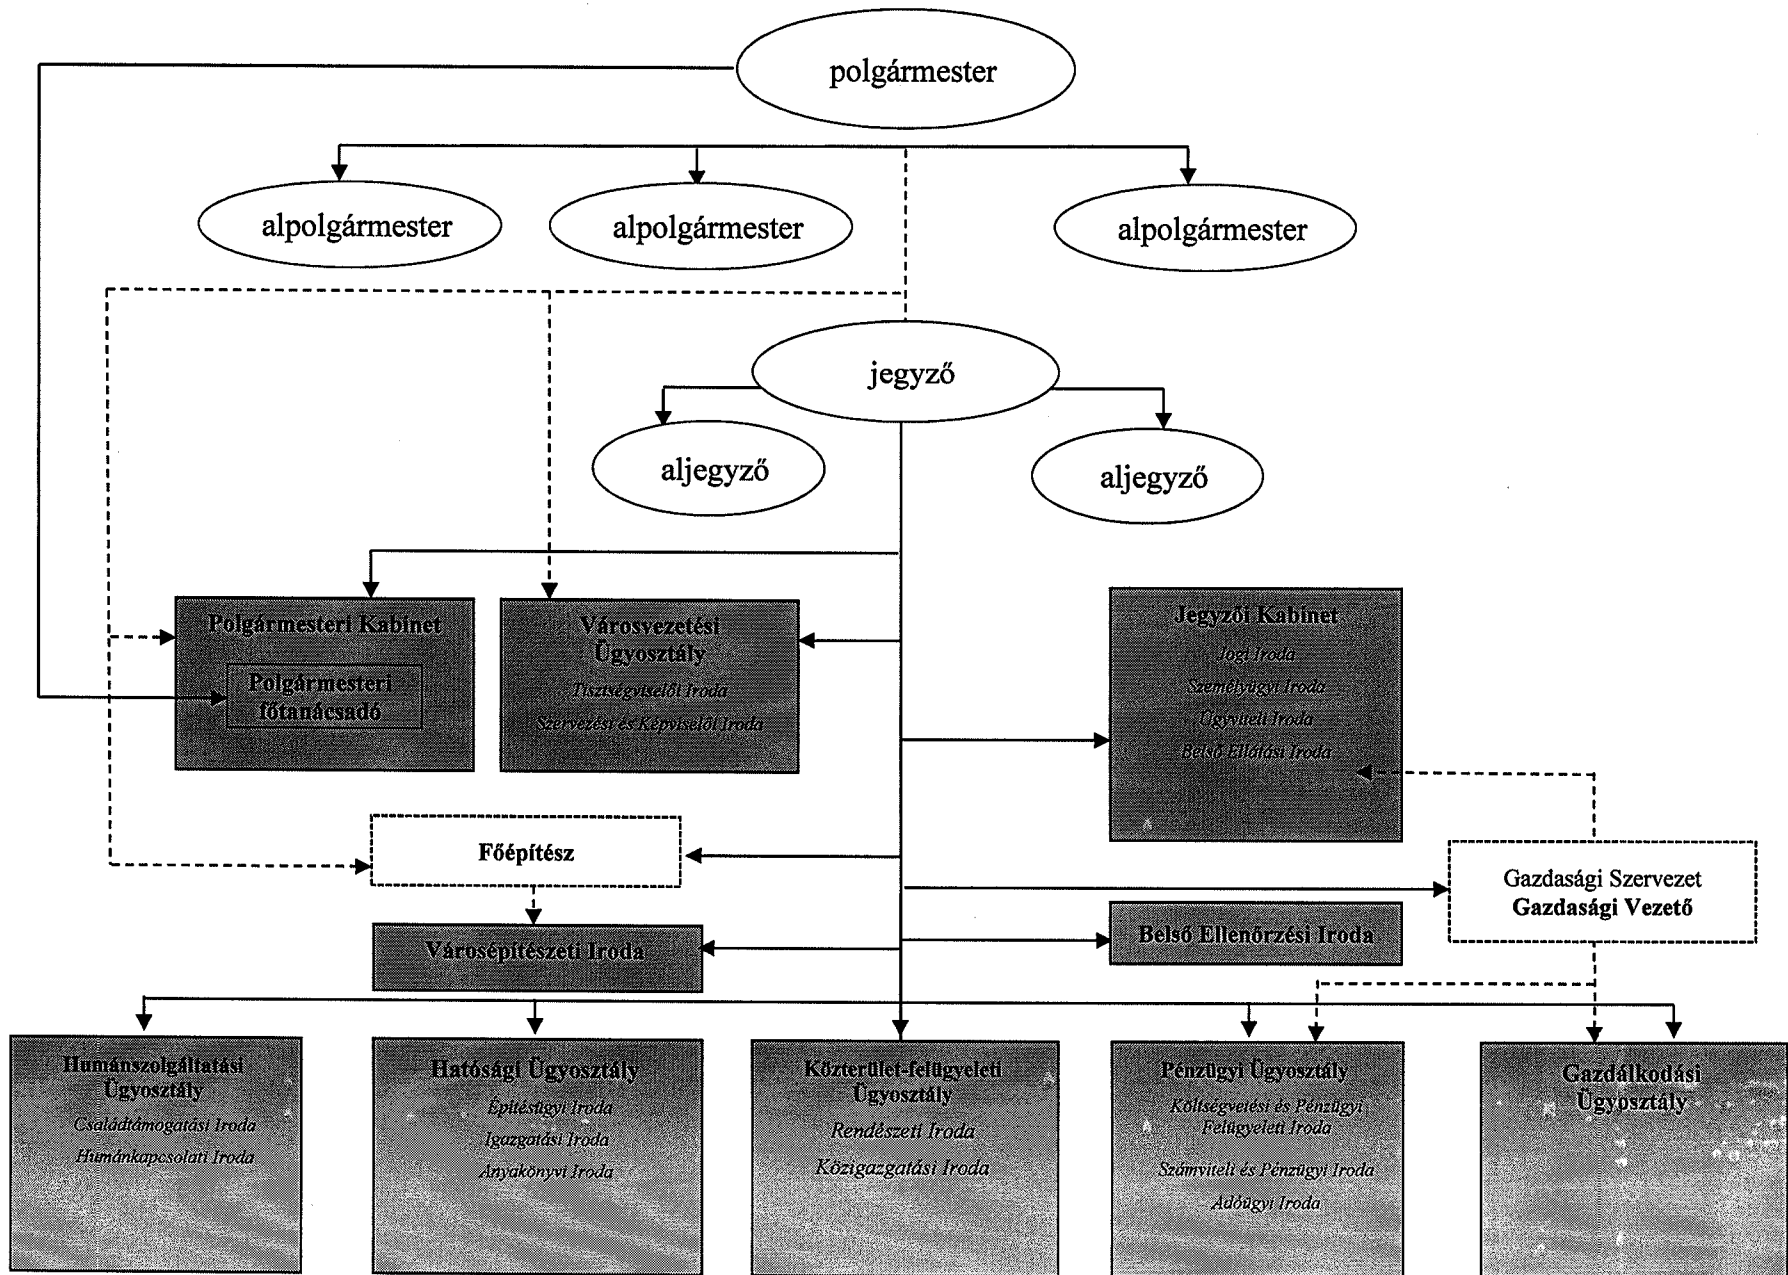 polgármester
alpolgármester
alpolgármester
alpolgármester
jegyző
aljegyző
aljegyző
Polgármesteri Kabinet
Polgármesteri
főtanácsadó
Városvezetési
Ügyosztály
Tisztségviselői Iroda
Szervezési és Képviselői Iroda
Jegyzői Kabinet
Jogi Iroda
Személyügyi Iroda
Ügyviteli Iroda
Belső Ellátási Iroda
Főépítész
Gazdasági Szervezet
Gazdasági Vezető
Városépítészeti Iroda
Belső Ellenőrzési Iroda
Humánszolgáltatási
Ügyosztály
Családtámogatási Iroda
Humánkapcsolati Iroda
Hatósági Ügyosztály
Építésügyi Iroda
Igazgatási Iroda
Anyakönyvi Iroda
Közterület-felügyeleti
Ügyosztály
Rendészeti Iroda
Közigazgatási Iroda
Pénzügyi Ügyosztály
Költségvetési és Pénzügyi
Felügyeleti Iroda
Számviteli és Pénzügyi Iroda
Adóügyi Iroda
Gazdálkodási
Ügyosztály